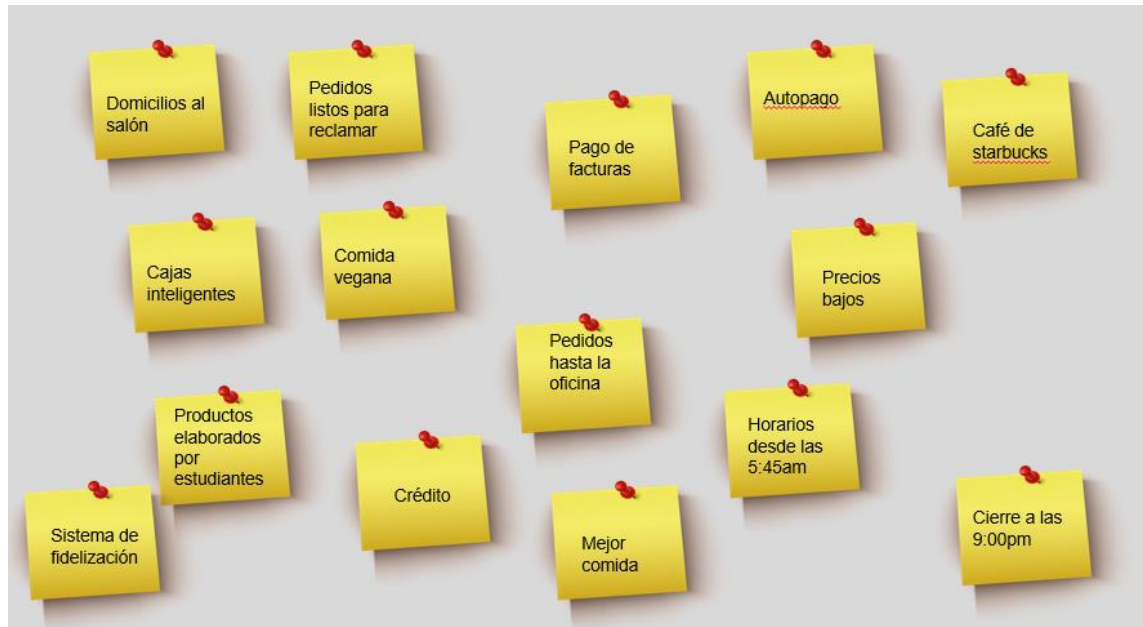 Domicilios al
salón
Pedidos
listos para
reclamar
Pago de
facturas
Autopago
Café de
starbucks
Cajas
inteligentes
Comida
vegana
Precios
bajos
Pedidos
hasta la
oficina
Productos
elaborados
por
estudiantes
Crédito
Horarios
desde las
5:45am
Sistema de
fidelización
Mejor
comida
Cierre a las
9:00pm